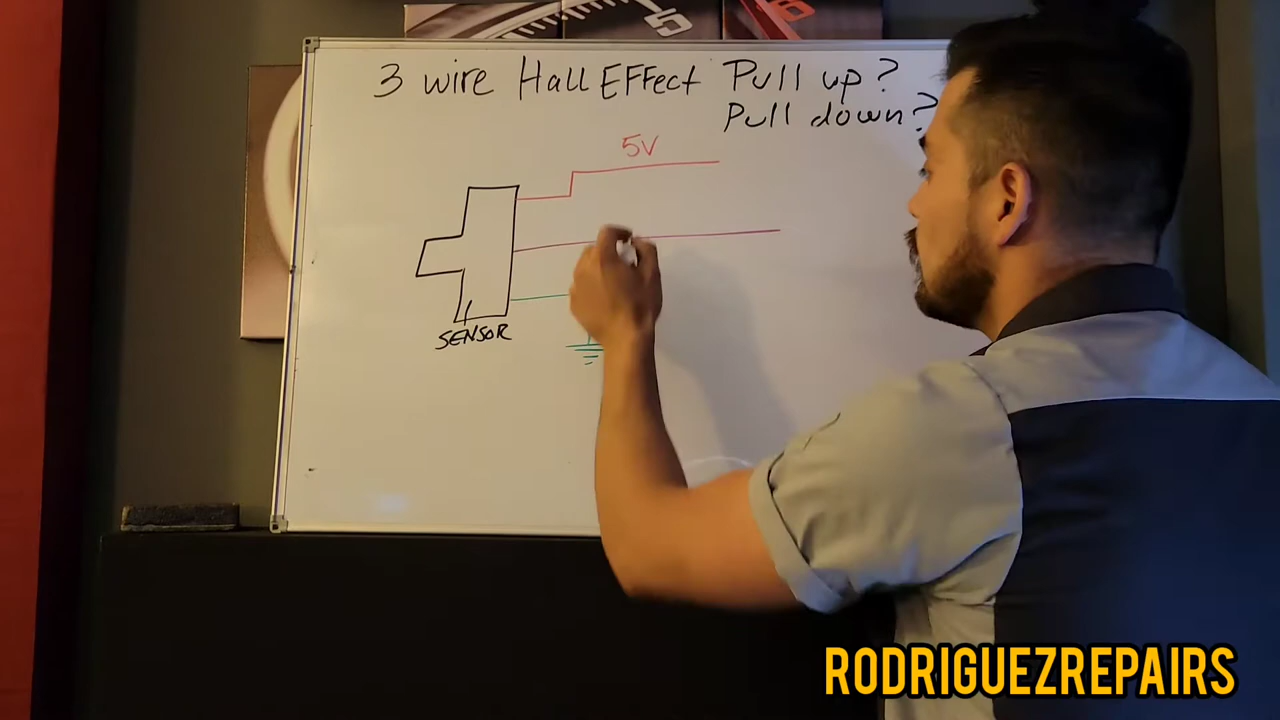 3 wire Hall EFFect Pull up?
Pull down?
5V
SENSOR
RODRIGUEZREPAIRS